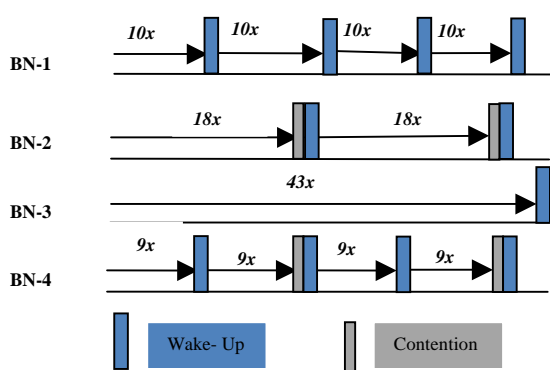 10x 10x 10x 10x
BN-1
18x 18x
BN-2
43x
BN-3
9x 9x 9x 9x
BN-4
Wake- Up Contention